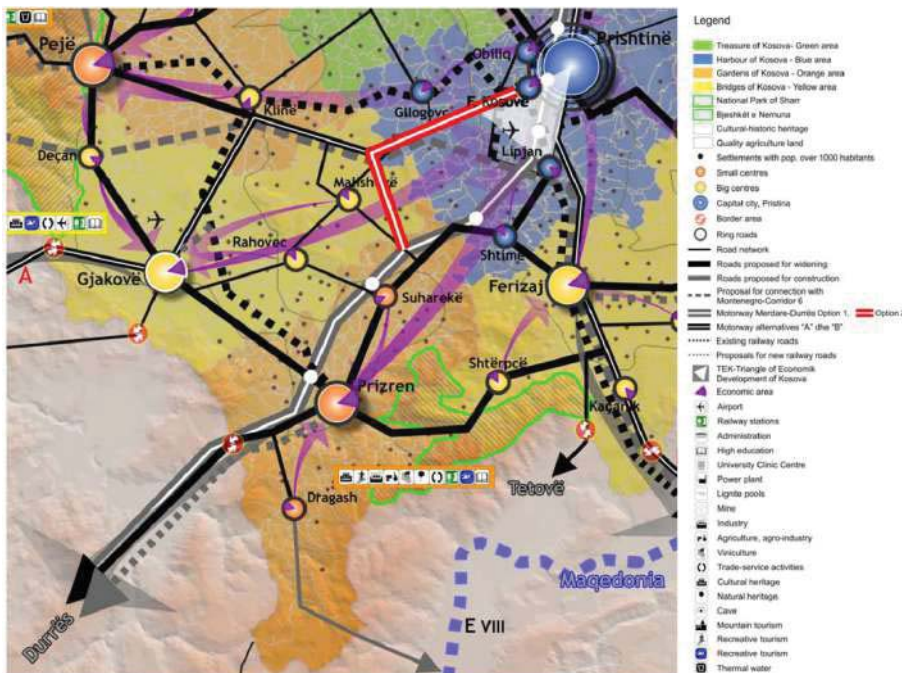 Pejë
Obiliq
Prishtinë
Klinë
Gllogovc
F. Kosovë
Deçan
Lipjan
Malishevë
Rahovec
Shtime
A
Gjakovë
Ferizaj
Suharekë
Shtërpcë
Prizren
Kaçanik
Tetovë
Dragash
Maqedonia
E VIII
Durrës
Legend
Treasure of Kosova- Green area
Harbour of Kosova - Blue area
Gardens of Kosova - Orange area
Bridges of Kosova - Yellow area
National Park of Sharr
Bjeshkët e Nemuna
Cultural-historic heritage
Quality agriculture land
Settlements with pop. over 1000 habitants
Small centres
Big centres
Capital city, Pristina
Border area
Ring roads
Road network
Roads proposed for widening
Roads proposed for construction
Proposal for connection with
Montenegro-Corridor 6
Motorway Merdare-Durrës Option 1, Option
Motorway alternatives "A" dhe "B"
Existing railway roads
Proposals for new railway roads
TEK-Triangle of Economik
Development of Kosova
Economic area
Airport
Railway stations
Administration
High education
University Clinic Centre
Power plant
Lignite pools
Mine
Industry
Agriculture, agro-industry
Viniculture
Trade-service activities
Cultural heritage
Natural heritage
Cave
Mountain tourism
Recreative tourism
Recreative tourism
Thermal water